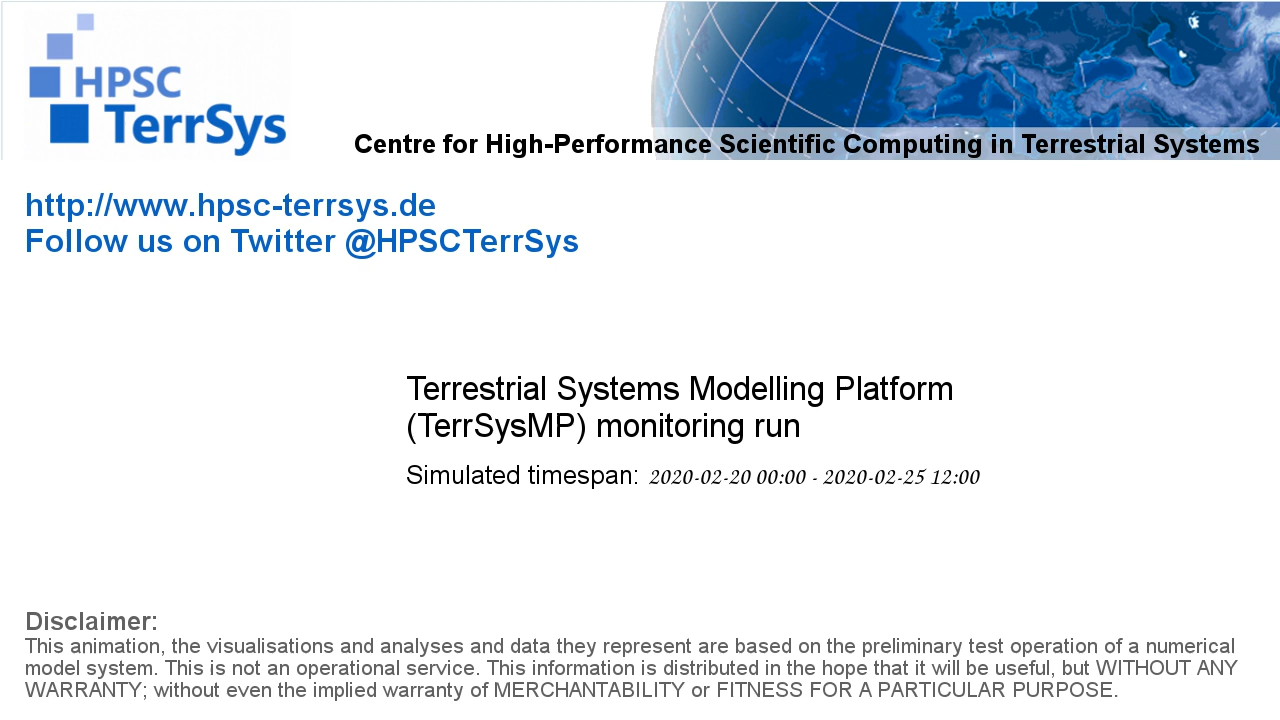 HPSC
TerrSys
Centre for High-Performance Scientific Computing in Terrestrial Systems
http://www.hpsc-terrsys.de
Follow us on Twitter @HPSCTerrSys
Terrestrial Systems Modelling Platform
(TerrSysMP) monitoring run
Simulated timespan: 2020-02-20 00:00 - 2020-02-25 12:00
Disclaimer:
This animation, the visualisations and analyses and data they represent are based on the preliminary test operation of a numerical
model system. This is not an operational service. This information is distributed in the hope that it will be useful, but WITHOUT ANY
WARRANTY; without even the implied warranty of MERCHANTABILITY or FITNESS FOR A PARTICULAR PURPOSE.